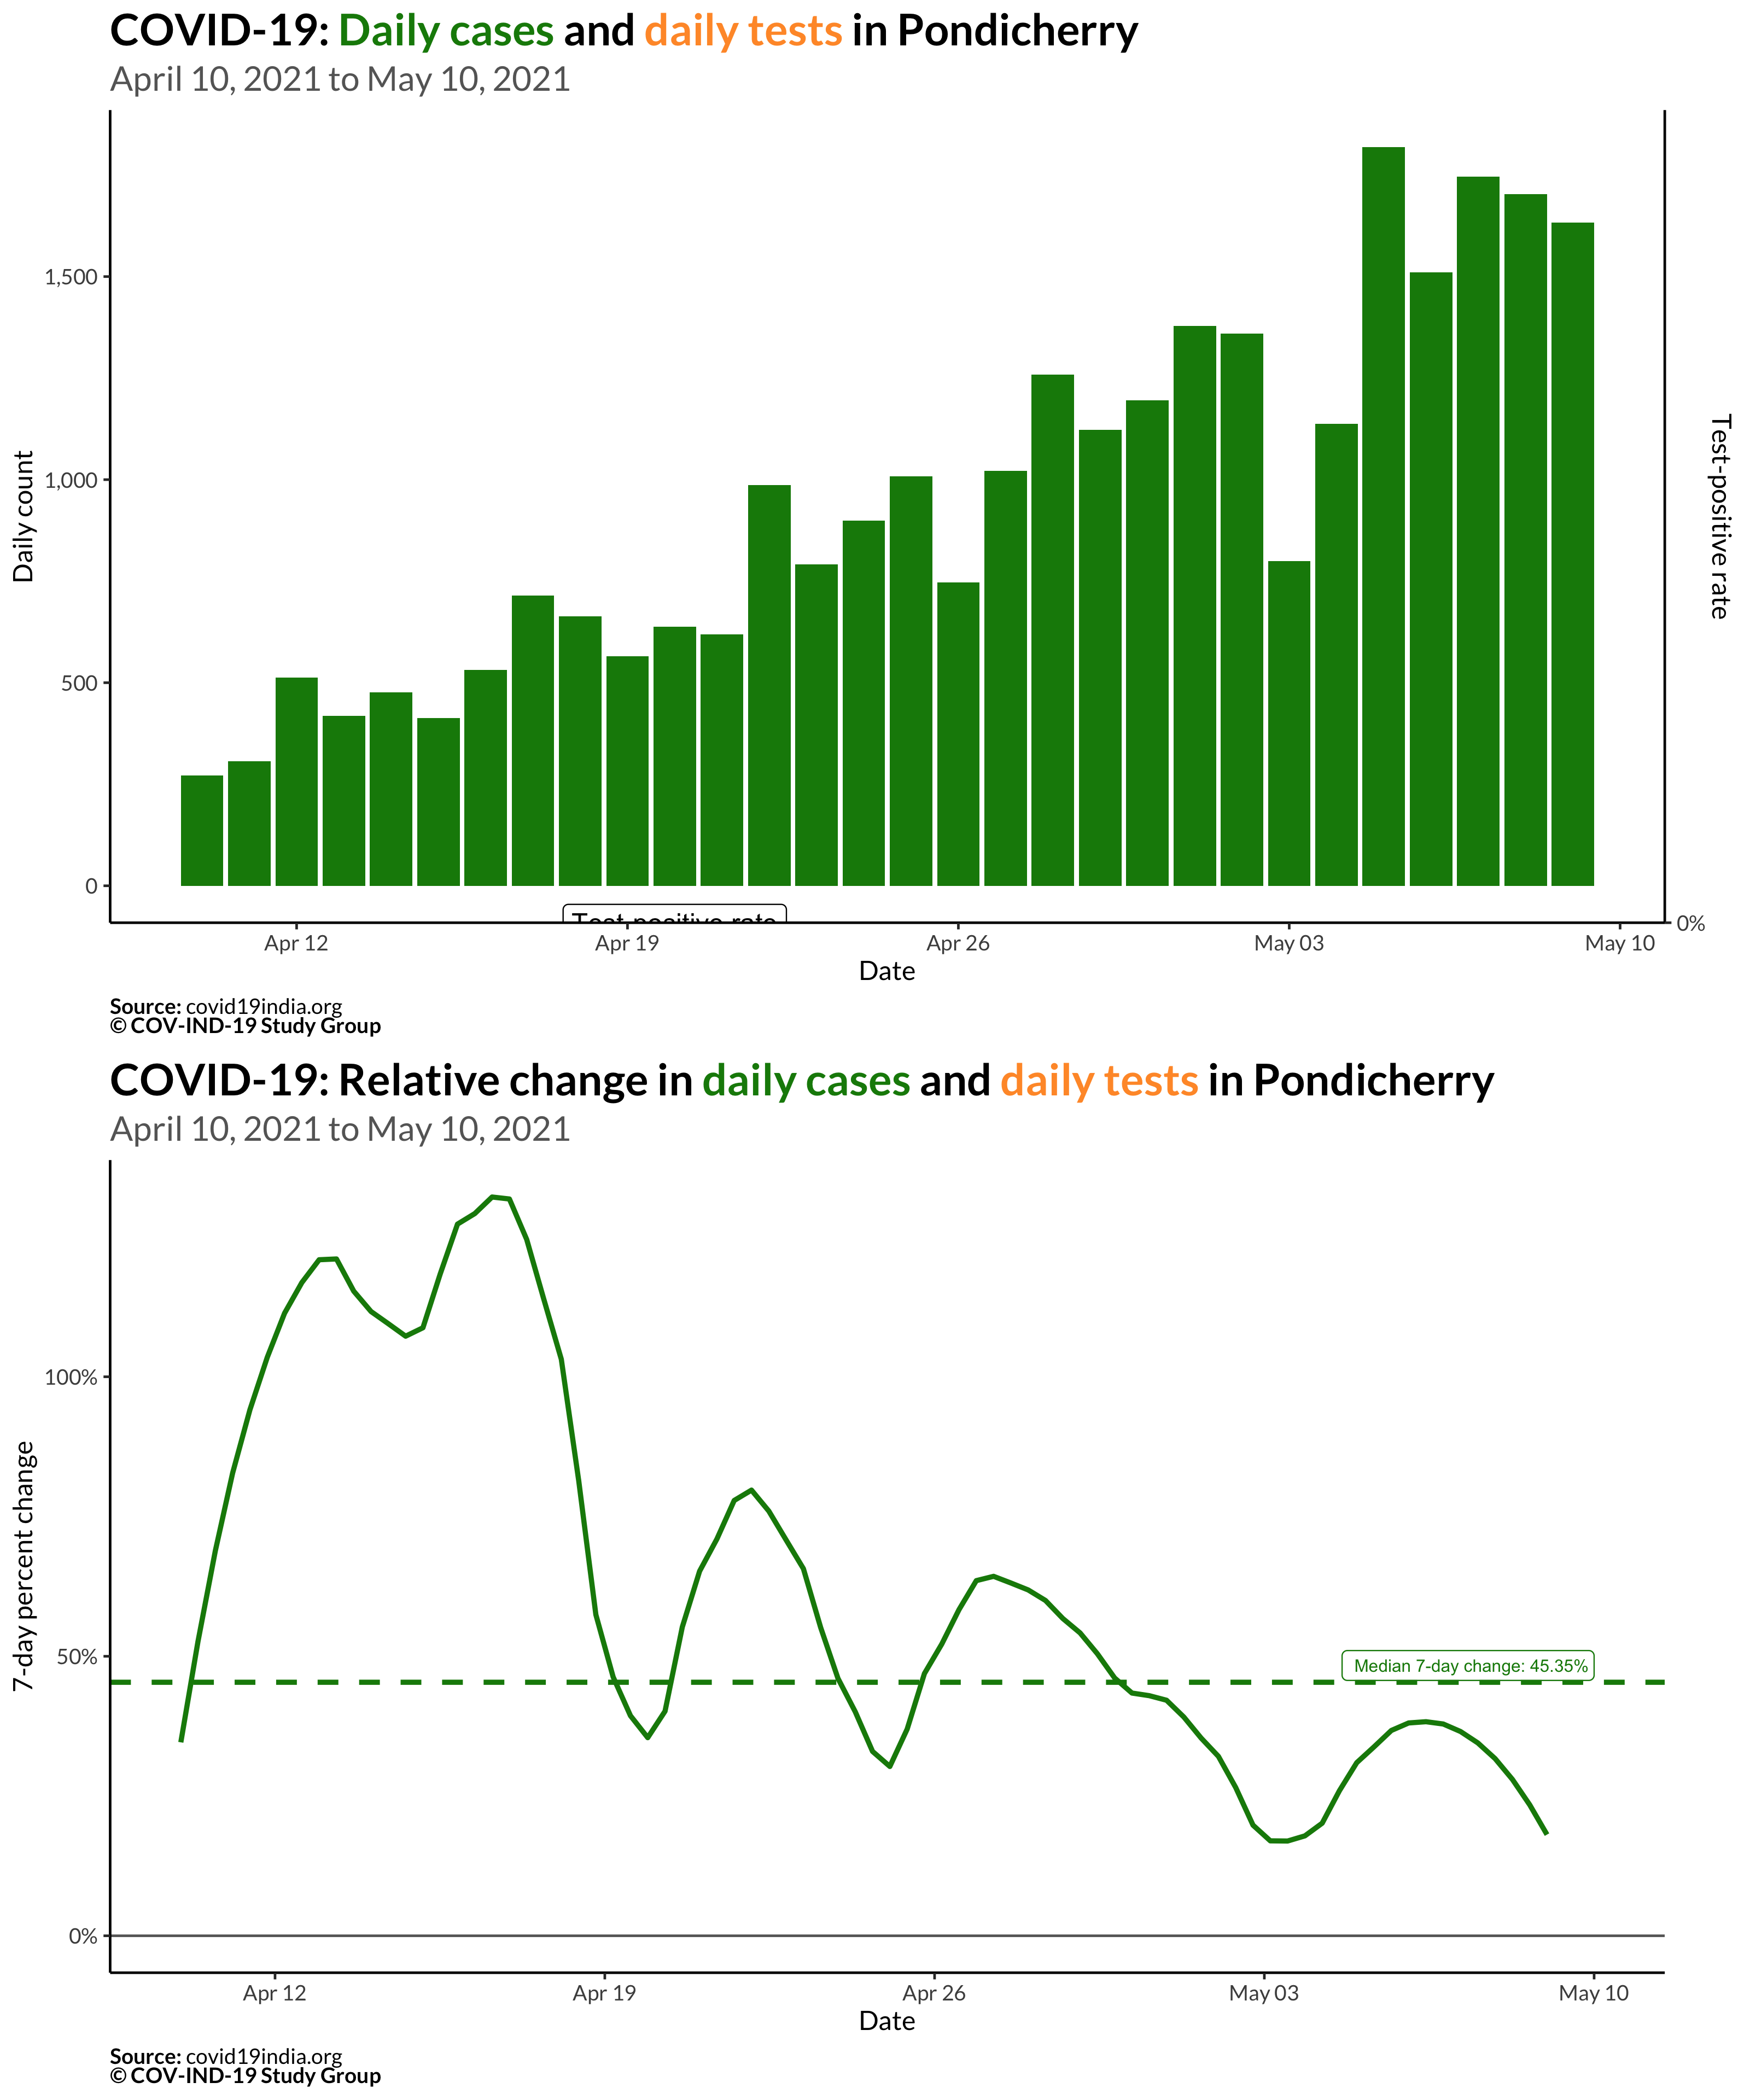 COVID-19: Daily cases and daily tests in Pondicherry
April 10, 2021 to May 10, 2021
Daily count
1,500
1,000
500
0
Test-positive rate
0%
Test-positive rate
Apr 12
Apr 19
Apr 26
May 03
May 10
Date
Source: covid19india.org
© COV-IND-19 Study Group
COVID-19: Relative change in daily cases and daily tests in Pondicherry
April 10, 2021 to May 10, 2021
7-day percent change
100%
50%
0%
Median 7-day change: 45.35%
Apr 12
Apr 19
Apr 26
May 03
May 10
Date
Source: covid19india.org
© COV-IND-19 Study Group